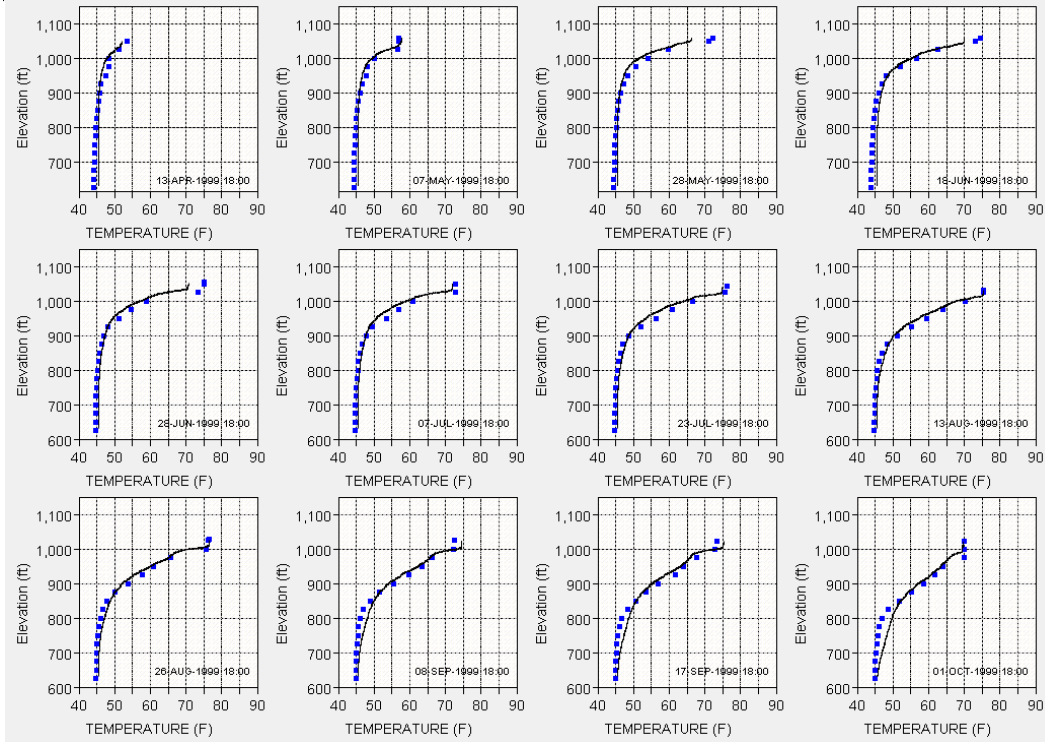 1,100
1,000
900
800
700
Elevation (ft)
13-APR-1999 18:00
40 50 60 70 80 90
TEMPERATURE (F)
1,100
1,000
900
800
700
Elevation (ft)
07-MAY-1999 18:00
40 50 60 70 80 90
TEMPERATURE (F)
1,100
1,000
900
800
700
Elevation (ft)
28-MAY-1999 18:00
40 50 60 70 80 90
TEMPERATURE (F)
1,100
1,000
900
800
700
Elevation (ft)
18-JUN-1999 18:00
40 50 60 70 80 90
TEMPERATURE (F)
1,100
1,000
900
800
700
600
Elevation (ft)
28-JUN-1999 18:00
40 50 60 70 80 90
TEMPERATURE (F)
1,100
1,000
900
800
700
600
Elevation (ft)
07-JUL-1999 18:00
40 50 60 70 80 90
TEMPERATURE (F)
1,100
1,000
900
800
700
600
Elevation (ft)
23-JUL-1999 18:00
40 50 60 70 80 90
TEMPERATURE (F)
1,100
1,000
900
800
700
600
Elevation (ft)
13-AUG-1999 18:00
40 50 60 70 80 90
TEMPERATURE (F)
1,100
1,000
900
800
700
600
Elevation (ft)
26-AUG-1999 18:00
40 50 60 70 80 90
TEMPERATURE (F)
1,100
1,000
900
800
700
600
Elevation (ft)
08-SEP-1999 18:00
40 50 60 70 80 90
TEMPERATURE (F)
1,100
1,000
900
800
700
600
Elevation (ft)
17-SEP-1999 18:00
40 50 60 70 80 90
TEMPERATURE (F)
1,100
1,000
900
800
700
600
Elevation (ft)
01-OCT-1999 18:00
40 50 60 70 80 90
TEMPERATURE (F)